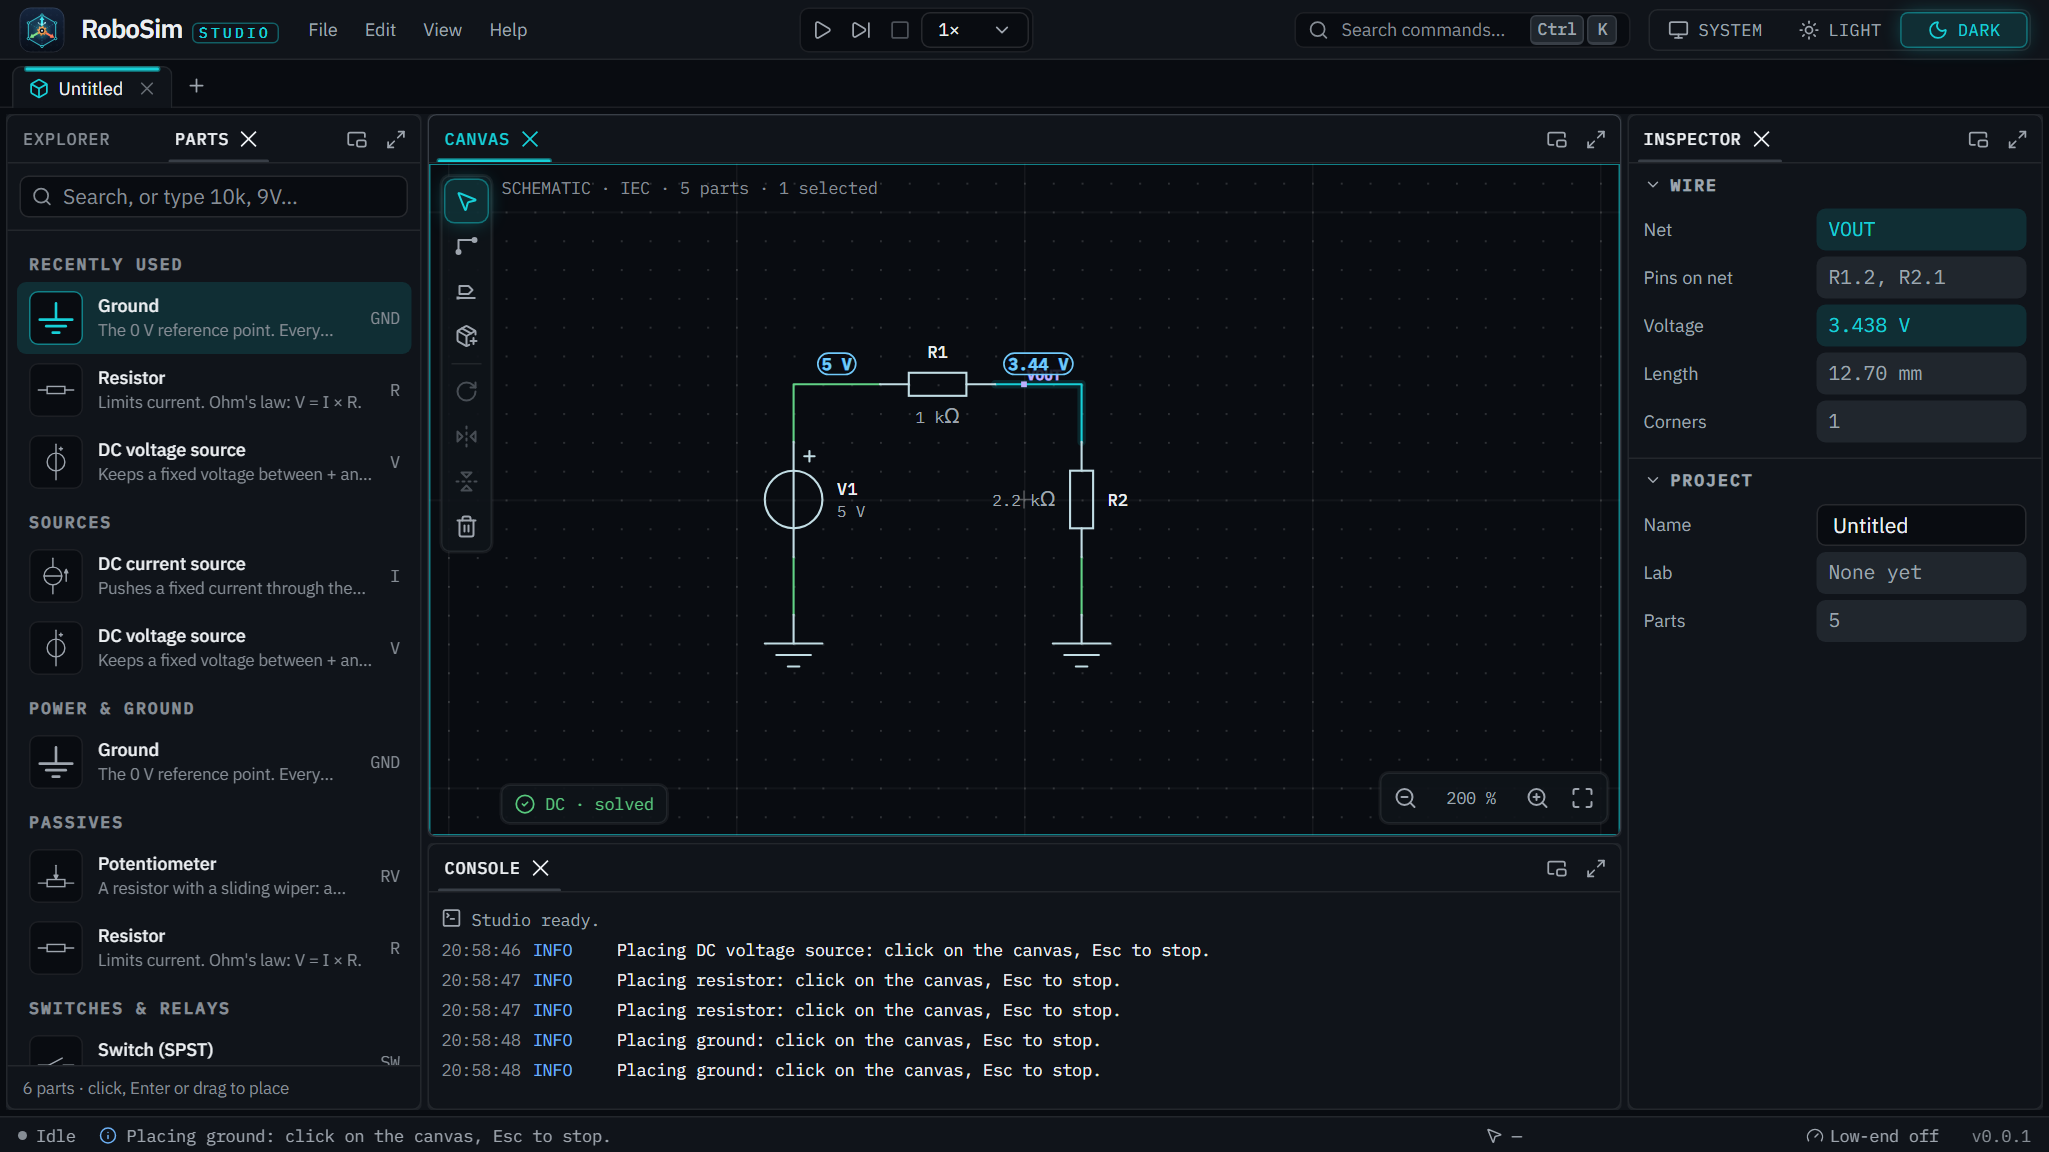 RoboSim STUDIO File Edit View Help 1× Search commands... Ctrl K SYSTEM LIGHT DARK
Untitled
EXPLORER PARTS
Search, or type 10k, 9V...
RECENTLY USED
Ground
The 0 V reference point. Every...
GND
Resistor
Limits current. Ohm's law: V = I × R.
R
DC voltage source
Keeps a fixed voltage between + an...
V
SOURCES
DC current source
Pushes a fixed current through the...
I
DC voltage source
Keeps a fixed voltage between + an...
V
POWER & GROUND
Ground
The 0 V reference point. Every...
GND
PASSIVES
Potentiometer
A resistor with a sliding wiper: a...
RV
Resistor
Limits current. Ohm's law: V = I × R.
R
SWITCHES & RELAYS
Switch (SPST)
SW
6 parts · click, Enter or drag to place
CANVAS
SCHEMATIC · IEC · 5 parts · 1 selected
R1
5 V
3.44 V
VOUT
1 kΩ
+
V1
5 V
2.2 kΩ
R2
DC · solved
200 %
CONSOLE
Studio ready.
20:58:46 INFO Placing DC voltage source: click on the canvas, Esc to stop.
20:58:47 INFO Placing resistor: click on the canvas, Esc to stop.
20:58:47 INFO Placing resistor: click on the canvas, Esc to stop.
20:58:48 INFO Placing ground: click on the canvas, Esc to stop.
20:58:48 INFO Placing ground: click on the canvas, Esc to stop.
INSPECTOR
WIRE
Net VOUT
Pins on net R1.2, R2.1
Voltage 3.438 V
Length 12.70 mm
Corners 1
PROJECT
Name Untitled
Lab None yet
Parts 5
Idle Placing ground: click on the canvas, Esc to stop. – Low-end off v0.0.1